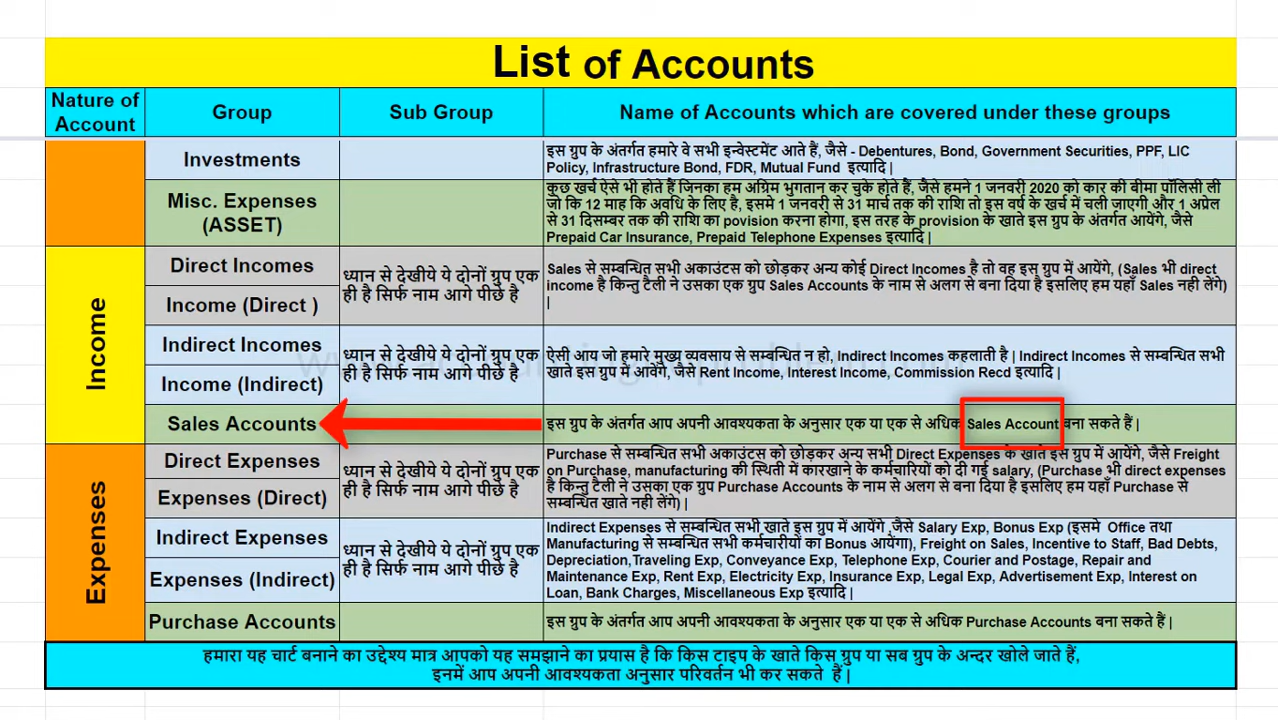 List of Accounts
Nature of Account
Group
Sub Group
Name of Accounts which are covered under these groups
Investments
इस ग्रुप के अंतर्गत हमारे वे सभी इन्वेस्टमेंट आते हैं, जैसे - Debentures, Bond, Government Securities, PPF, LIC
Policy, Infrastructure Bond, FDR, Mutual Fund इत्यादि |
Misc. Expenses
(ASSET)
कुछ खर्च ऐसे भी होते हैं जिनका हम अग्रिम भुगतान कर चुके होते हैं, जैसे हमने 1 जनवरी 2020 को कार की बीमा पॉलिसी ली
जो कि 12 माह कि अवधि के लिए है, इसमे 1 जनवरी से 31 मार्च तक की राशि तो इस वर्ष के खर्च में चली जाएगी और 1 अप्रेल
से 31 दिसम्बर तक की राशि का povision करना होगा, इस तरह के provision के खाते इस ग्रुप के अंतर्गत आयेंगे, जैसे
Prepaid Car Insurance, Prepaid Telephone Expenses इत्यादि |
Income
Direct Incomes
Income (Direct )
ध्यान से देखीये ये दोनों ग्रुप एक
ही है सिर्फ नाम आगे पीछे है
Sales से सम्बन्धित सभी अकाउंटस को छोड़कर अन्य कोई Direct Incomes है तो वह इस ग्रुप में आयेंगे, (Sales भी direct
income है किन्तु टैली ने उसका एक ग्रुप Sales Accounts के नाम से अलग से बना दिया है इसलिए हम यहाँ Sales नही लेंगे)
|
Indirect Incomes
Income (Indirect)
ध्यान से देखीये ये दोनों ग्रुप एक
ही है सिर्फ नाम आगे पीछे है
ऐसी आय जो हमारे मुख्य व्यवसाय से सम्बन्धित न हो, Indirect Incomes कहलाती है | Indirect Incomes से सम्बन्धित सभी
खाते इस ग्रुप में आवेंगे, जैसे Rent Income, Interest Income, Commission Recd इत्यादि |
Sales Accounts
इस ग्रुप के अंतर्गत आप अपनी आवश्यकता के अनुसार एक या एक से अधिक Sales Account बना सकते हैं |
Expenses
Direct Expenses
Expenses (Direct)
ध्यान से देखीये ये दोनों ग्रुप एक
ही है सिर्फ नाम आगे पीछे है
Purchase से सम्बन्धित सभी अकाउंटस को छोड़कर अन्य सभी Direct Expenses के खाते इस ग्रुप में आयेंगे, जैसे Freight
on Purchase, manufacturing की स्थिती में कारखाने के कर्मचारियों को दी गई salary, (Purchase भी direct expenses
है किन्तु टैली ने उसका एक ग्रुप Purchase Accounts के नाम से अलग से बना दिया है इसलिए हम यहाँ Purchase से
सम्बन्धित खाते नही लेंगे) |
Indirect Expenses
Expenses (Indirect)
ध्यान से देखीये ये दोनों ग्रुप एक
ही है सिर्फ नाम आगे पीछे है
Indirect Expenses से सम्बन्धित सभी खाते इस ग्रुप में आयेंगे ,जैसे Salary Exp, Bonus Exp (इसमे Office तथा
Manufacturing से सम्बन्धित सभी कर्मचारीयों का Bonus आयेंगा), Freight on Sales, Incentive to Staff, Bad Debts,
Depreciation,Traveling Exp, Conveyance Exp, Telephone Exp, Courier and Postage, Repair and
Maintenance Exp, Rent Exp, Electricity Exp, Insurance Exp, Legal Exp, Advertisement Exp, Interest on
Loan, Bank Charges, Miscellaneous Exp इत्यादि |
Purchase Accounts
इस ग्रुप के अंतर्गत आप अपनी आवश्यकता के अनुसार एक या एक से अधिक Purchase Accounts बना सकते हैं |
हमारा यह चार्ट बनाने का उद्देश्य मात्र आपको यह समझाने का प्रयास है कि किस टाइप के खाते किस ग्रुप या सब ग्रुप के अन्दर खोले जाते हैं,
इनमें आप अपनी आवश्यकता अनुसार परिवर्तन भी कर सकते हैं |